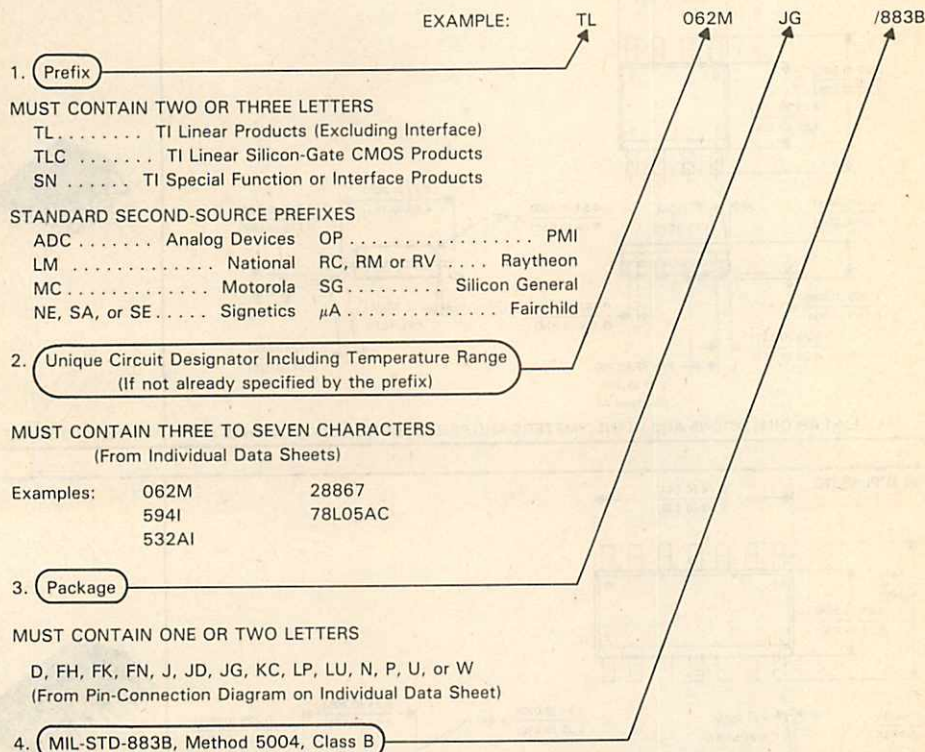 EXAMPLE: TL 062M JG /883B
1. Prefix
MUST CONTAIN TWO OR THREE LETTERS
TL . . . . . . . . TI Linear Products (Excluding Interface)
TLC . . . . . . . TI Linear Silicon-Gate CMOS Products
SN . . . . . . TI Special Function or Interface Products
STANDARD SECOND-SOURCE PREFIXES
ADC . . . . . . . Analog Devices OP . . . . . . . . . . . . . . . . . PMI
LM . . . . . . . . . . . . . National RC, RM or RV . . . . Raytheon
MC . . . . . . . . . . . . . Motorola SG . . . . . . . . . Silicon General
NE, SA, or SE . . . . . Signetics μA . . . . . . . . . . . . . . Fairchild
2. Unique Circuit Designator Including Temperature Range
(If not already specified by the prefix)
MUST CONTAIN THREE TO SEVEN CHARACTERS
(From Individual Data Sheets)
Examples: 062M 28867
594I 78L05AC
532AI
3. Package
MUST CONTAIN ONE OR TWO LETTERS
D, FH, FK, FN, J, JD, JG, KC, LP, LU, N, P, U, or W
(From Pin-Connection Diagram on Individual Data Sheet)
4. MIL-STD-883B, Method 5004, Class B